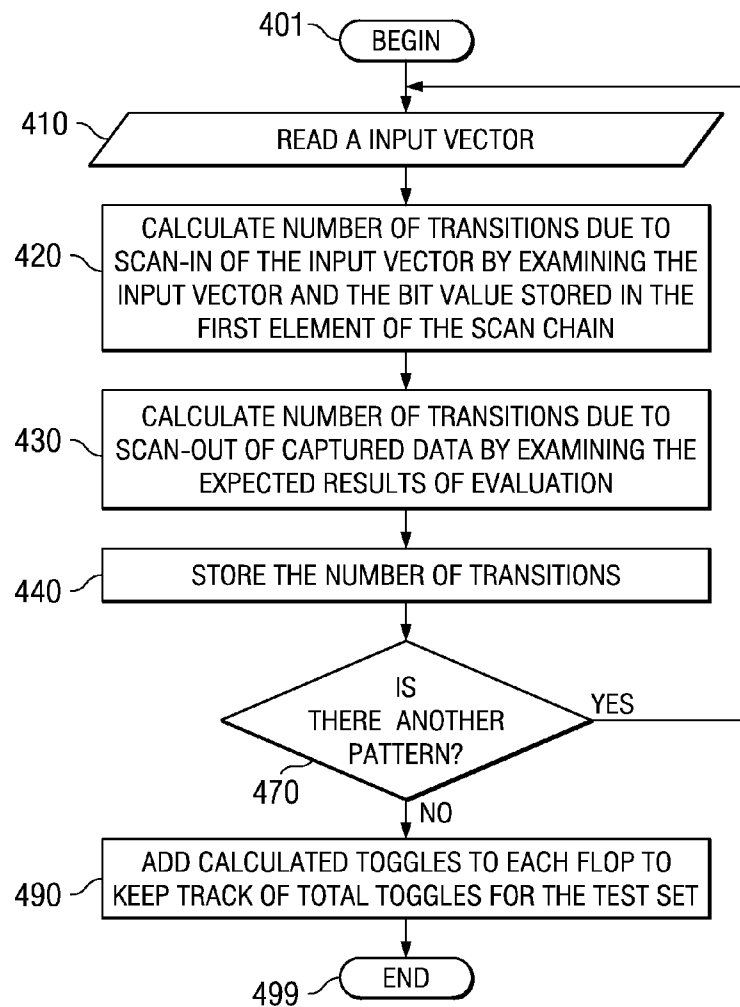 401
BEGIN
410
READ A INPUT VECTOR
420
CALCULATE NUMBER OF TRANSITIONS DUE TO
SCAN-IN OF THE INPUT VECTOR BY EXAMINING THE
INPUT VECTOR AND THE BIT VALUE STORED IN THE
FIRST ELEMENT OF THE SCAN CHAIN
430
CALCULATE NUMBER OF TRANSITIONS DUE TO
SCAN-OUT OF CAPTURED DATA BY EXAMINING THE
EXPECTED RESULTS OF EVALUATION
440
STORE THE NUMBER OF TRANSITIONS
IS
THERE ANOTHER
PATTERN?
YES
470
NO
490
ADD CALCULATED TOGGLES TO EACH FLOP TO
KEEP TRACK OF TOTAL TOGGLES FOR THE TEST SET
END
499